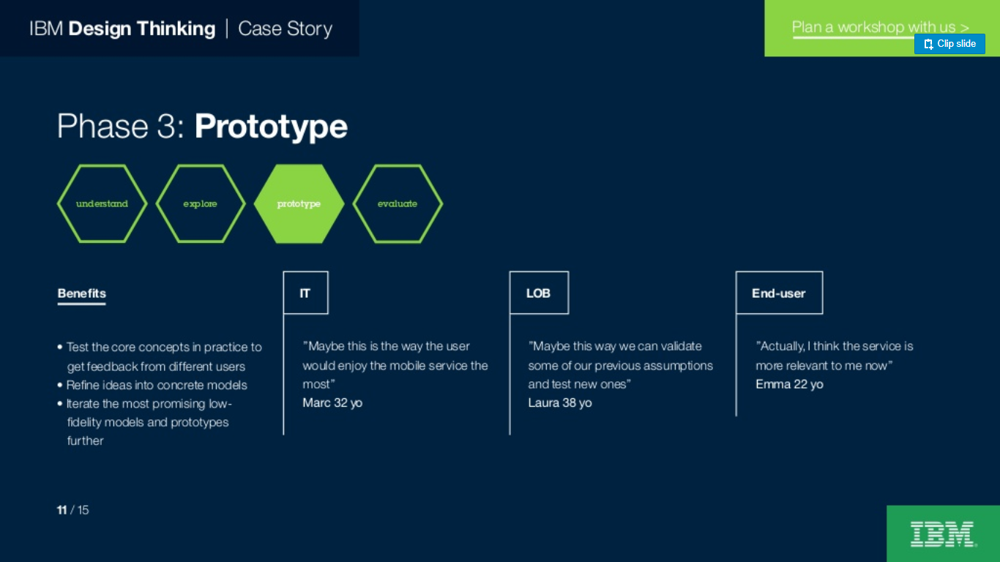 IBM Design Thinking | Case Story
Plan a workshop with us >
Clip slide
Phase 3: Prototype
understand
explore
prototype
evaluate
Benefits
• Test the core concepts in practice to
get feedback from different users
• Refine ideas into concrete models
• Iterate the most promising low-
fidelity models and prototypes
further
IT
”Maybe this is the way the user
would enjoy the mobile service the
most”
Marc 32 yo
LOB
”Maybe this way we can validate
some of our previous assumptions
and test new ones”
Laura 38 yo
End-user
”Actually, I think the service is
more relevant to me now”
Emma 22 yo
11 / 15
IBM®